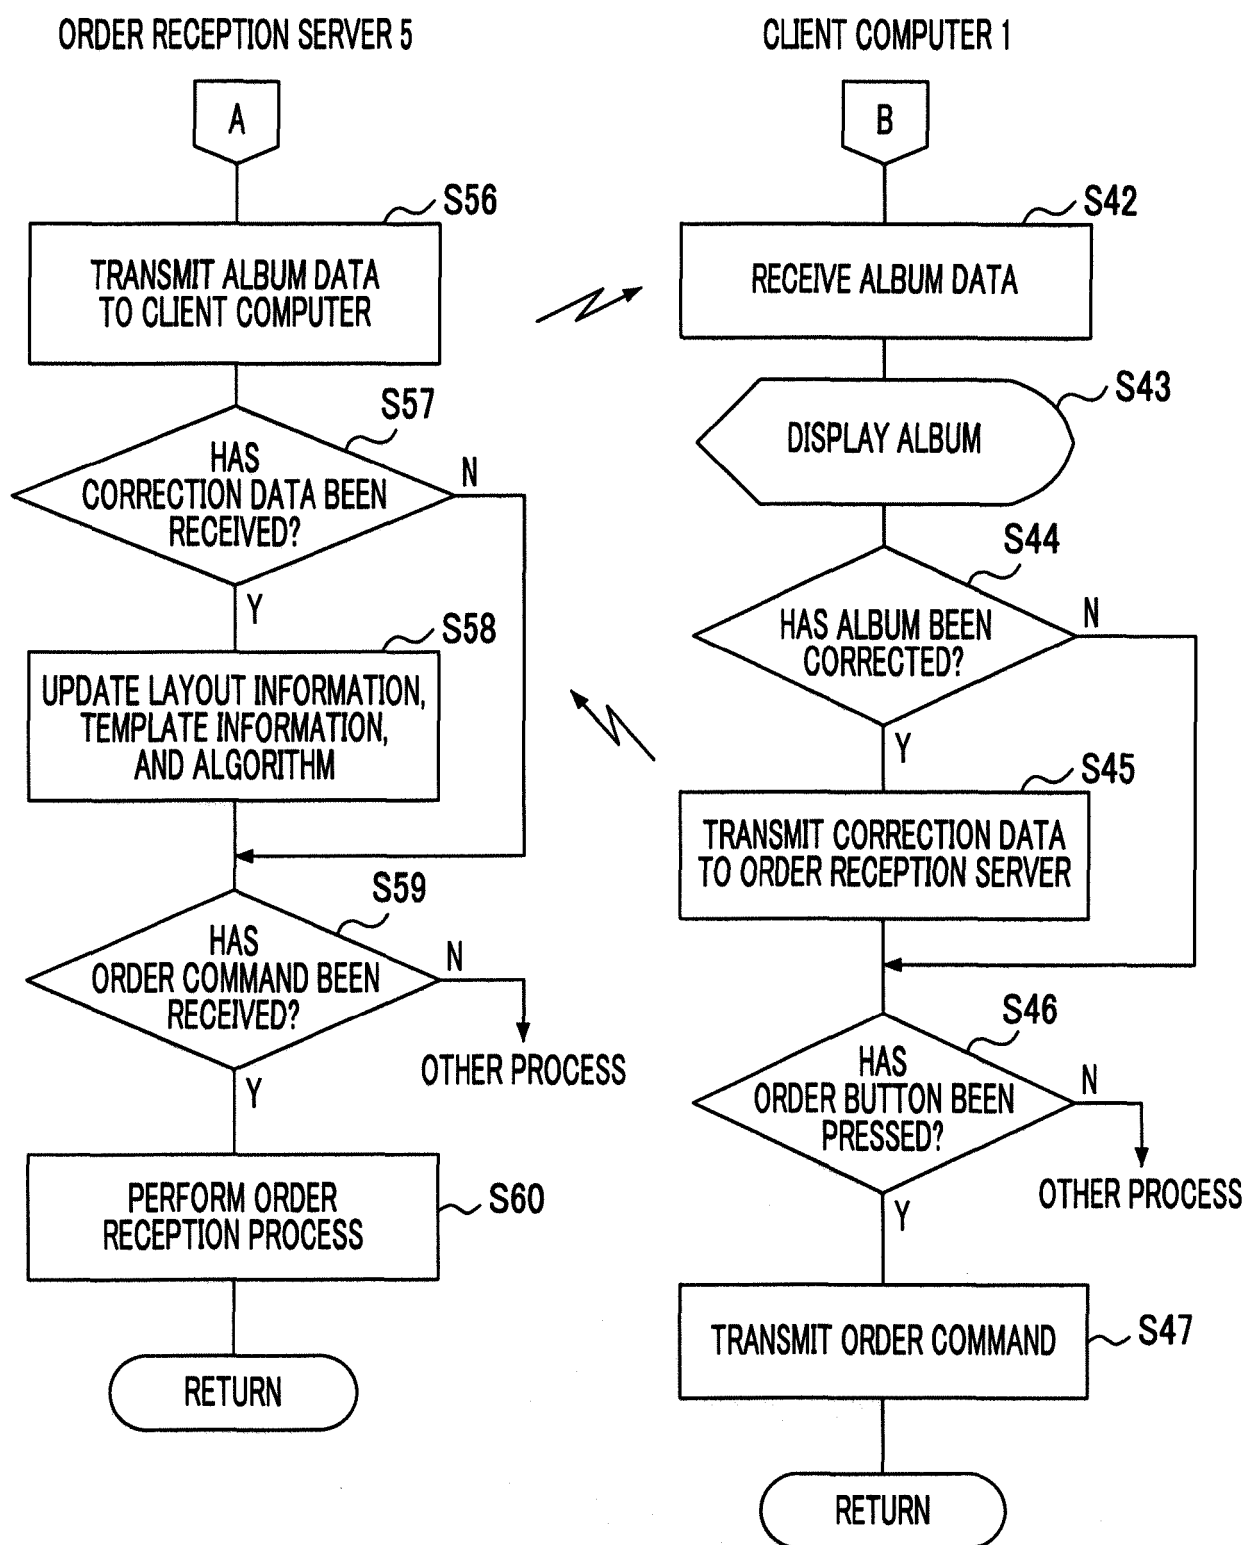 ORDER RECEPTION SERVER 5
A
S56
TRANSMIT ALBUM DATA
TO CLIENT COMPUTER
S57
HAS
CORRECTION DATA BEEN
RECEIVED?
N
Y
S58
UPDATE LAYOUT INFORMATION,
TEMPLATE INFORMATION,
AND ALGORITHM
S59
HAS
ORDER COMMAND BEEN
RECEIVED?
N
OTHER PROCESS
Y
PERFORM ORDER
RECEPTION PROCESS
S60
RETURN
CLIENT COMPUTER 1
B
S42
RECEIVE ALBUM DATA
S43
DISPLAY ALBUM
S44
HAS ALBUM BEEN
CORRECTED?
N
Y
S45
TRANSMIT CORRECTION DATA
TO ORDER RECEPTION SERVER
S46
HAS
ORDER BUTTON BEEN
PRESSED?
N
OTHER PROCESS
Y
TRANSMIT ORDER COMMAND
S47
RETURN